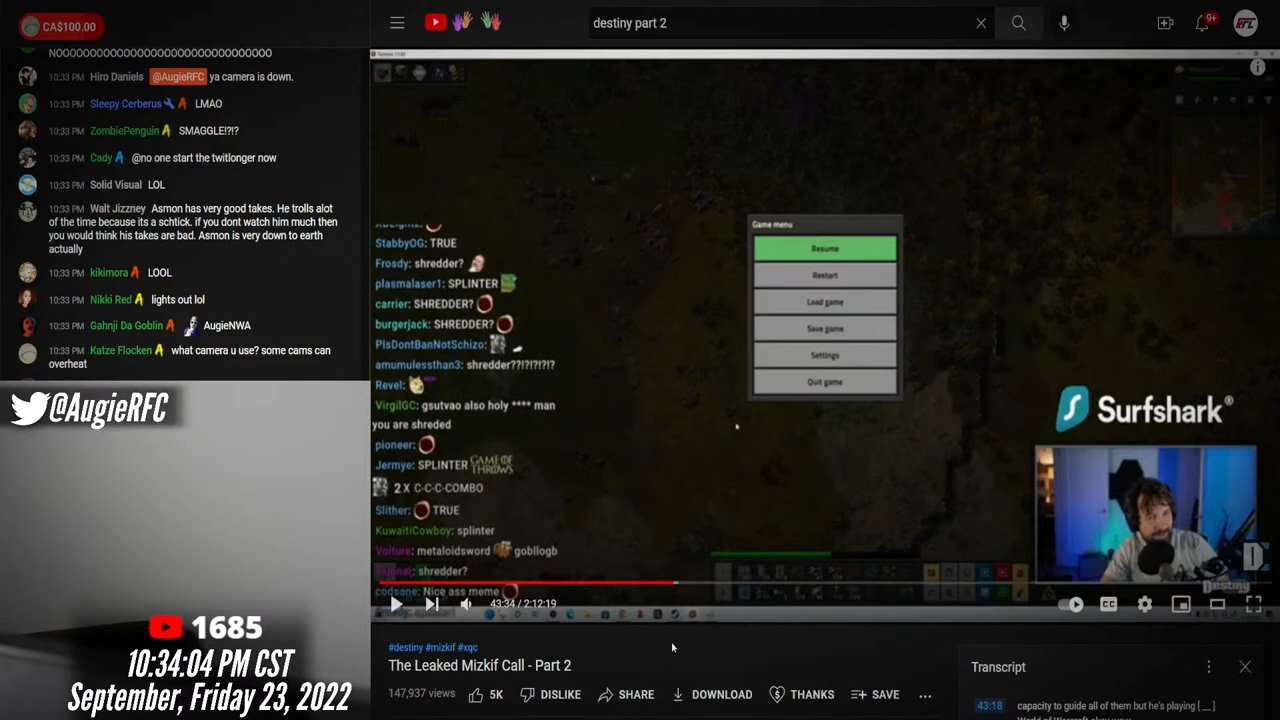 CA$100.00
NOOOOOOOOOOOOOOOOOOOOOOOOOOOOOO
10:33 PM Hiro Daniels @AugieRFC ya camera is down.
10:33 PM Sleepy Cerberus LMAO
10:33 PM ZombiePenguin SMAGGLE!?!?
10:33 PM Cady @no one start the twitlonger now
10:33 PM Solid Visual LOL
10:33 PM Walt Jizzney Asmon has very good takes. He trolls alot
of the time because its a schtick. if you dont watch him much then
you would think his takes are bad. Asmon is very down to earth
actually
10:33 PM kikimora LOOL
10:33 PM Nikki Red lights out lol
10:33 PM Gahnji Da Goblin AugieNWA
10:33 PM Katze Flocken what camera u use? some cams can
overheat
@AugieRFC
1685
10:34:04 PM CST
September, Friday 23, 2022
destiny part 2
9+
RFC
StabbyOG: TRUE
Frosdy: shredder?
plasmalaser1: SPLINTER
carrier: SHREDDER?
burgerjack: SHREDDER?
PlsDontBanNotSchizo:
amumulessthan3: shredder??!?!?!?!?
Revel:
VirgilGC: gsutvao also holy **** man
you are shreded
pioneer:
Jermye: SPLINTER GAME OF THRONES
2 X C-C-C-COMBO
Slither: TRUE
KuwaitiCowboy: splinter
Voiture: metaloidsword gobllogb
shredder?
codsane: Nice ass meme
Game menu
Resume
Restart
Load game
Save game
Settings
Quit game
Surfshark®
D
Destiny
43:34 / 2:12:19
#destiny #mizkif #xqc
The Leaked Mizkif Call - Part 2
147,937 views
5K
DISLIKE
SHARE
DOWNLOAD
THANKS
SAVE
Transcript
43:18 capacity to guide all of them but he's playing [ __ ]